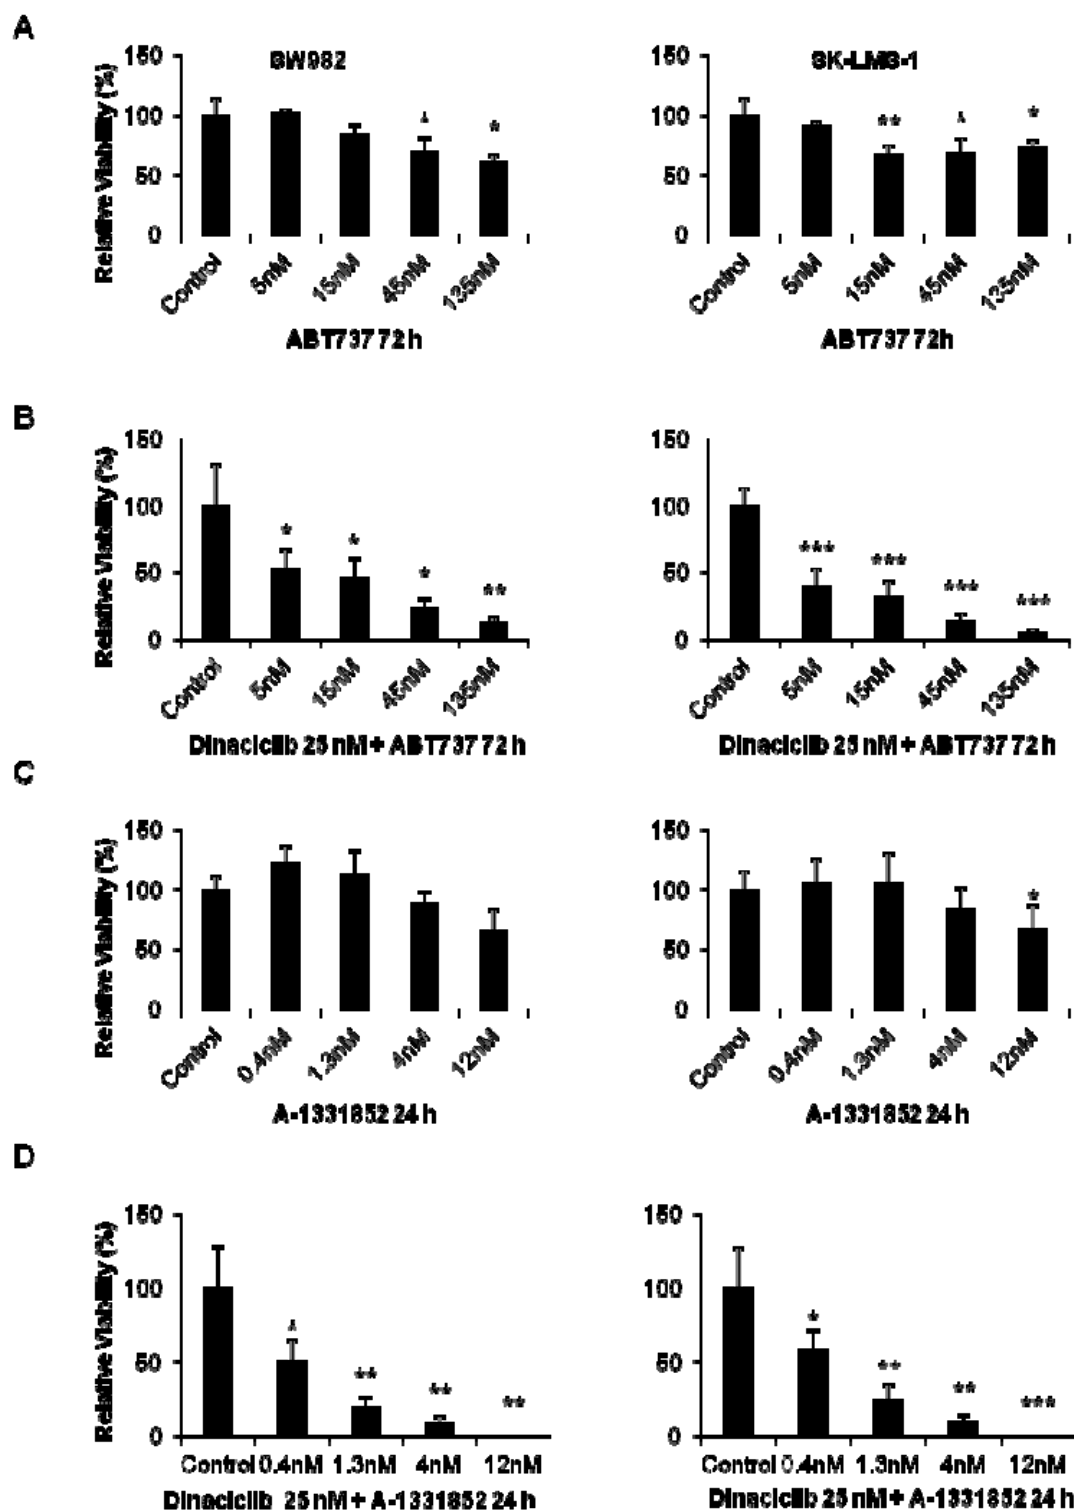 A
SW982
SK-LMS-1
Relative Viability (%)
150
100
50
0
*
*
150
100
50
0
**
*
*
Control
5nM
15nM
45nM
135nM
Control
5nM
15nM
45nM
135nM
ABT737 72 h
ABT737 72h
B
Relative Viability (%)
150
100
50
0
*
*
*
**
150
100
50
0
***
***
***
***
Control
5nM
15nM
45nM
135nM
Control
5nM
15nM
45nM
135nM
Dinaciclib 25 nM + ABT737 72 h
Dinaciclib 25 nM + ABT737 72 h
C
Relative Viability (%)
150
100
50
0
150
100
50
0
*
Control
0.4nM
1.3nM
4nM
12nM
Control
0.4nM
1.3nM
4nM
12nM
A-1331852 24 h
A-1331852 24 h
D
Relative Viability (%)
150
100
50
0
*
**
**
**
150
100
50
0
*
**
**
***
Control 0.4nM 1.3nM 4nM 12nM
Control 0.4nM 1.3nM 4nM 12nM
Dinaciclib 25 nM + A-1331852 24 h
Dinaciclib 25 nM + A-1331852 24 h